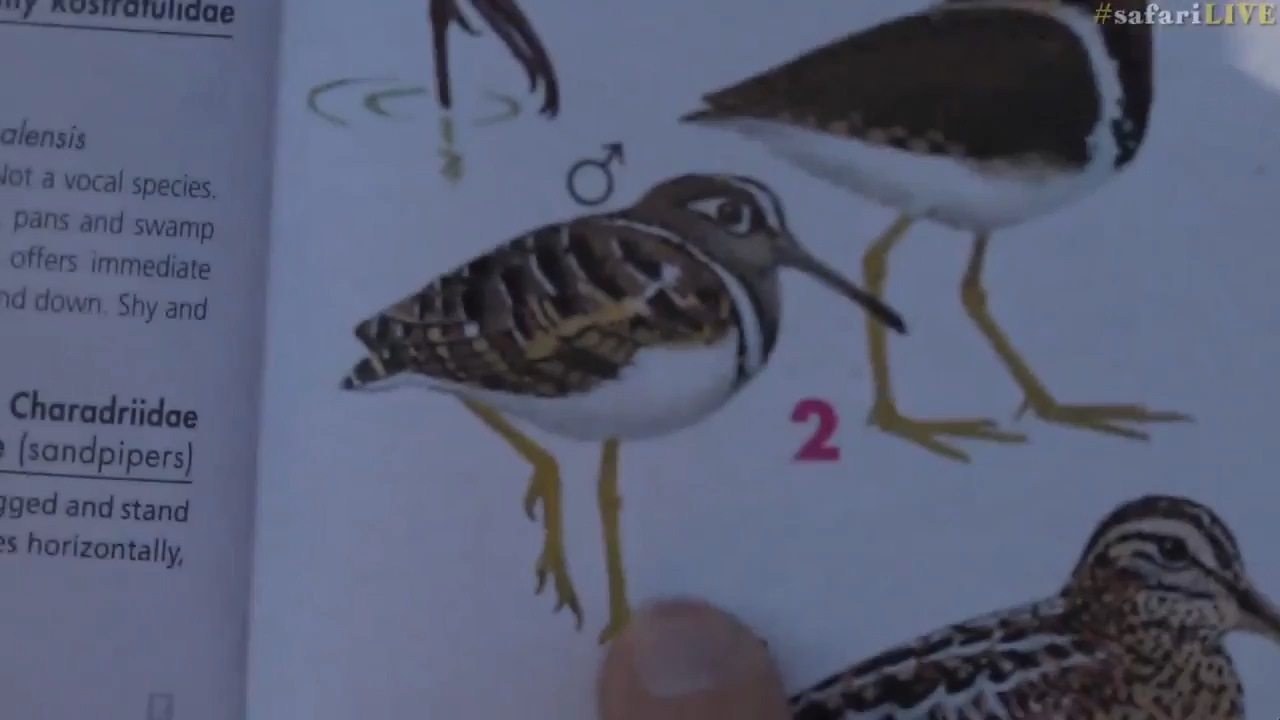 #safariLIVE
Rostratulidae
alensis
Not a vocal species.
pans and swamp
offers immediate
nd down. Shy and
Charadriidae
e (sandpipers)
gged and stand
es horizontally,
♂
2